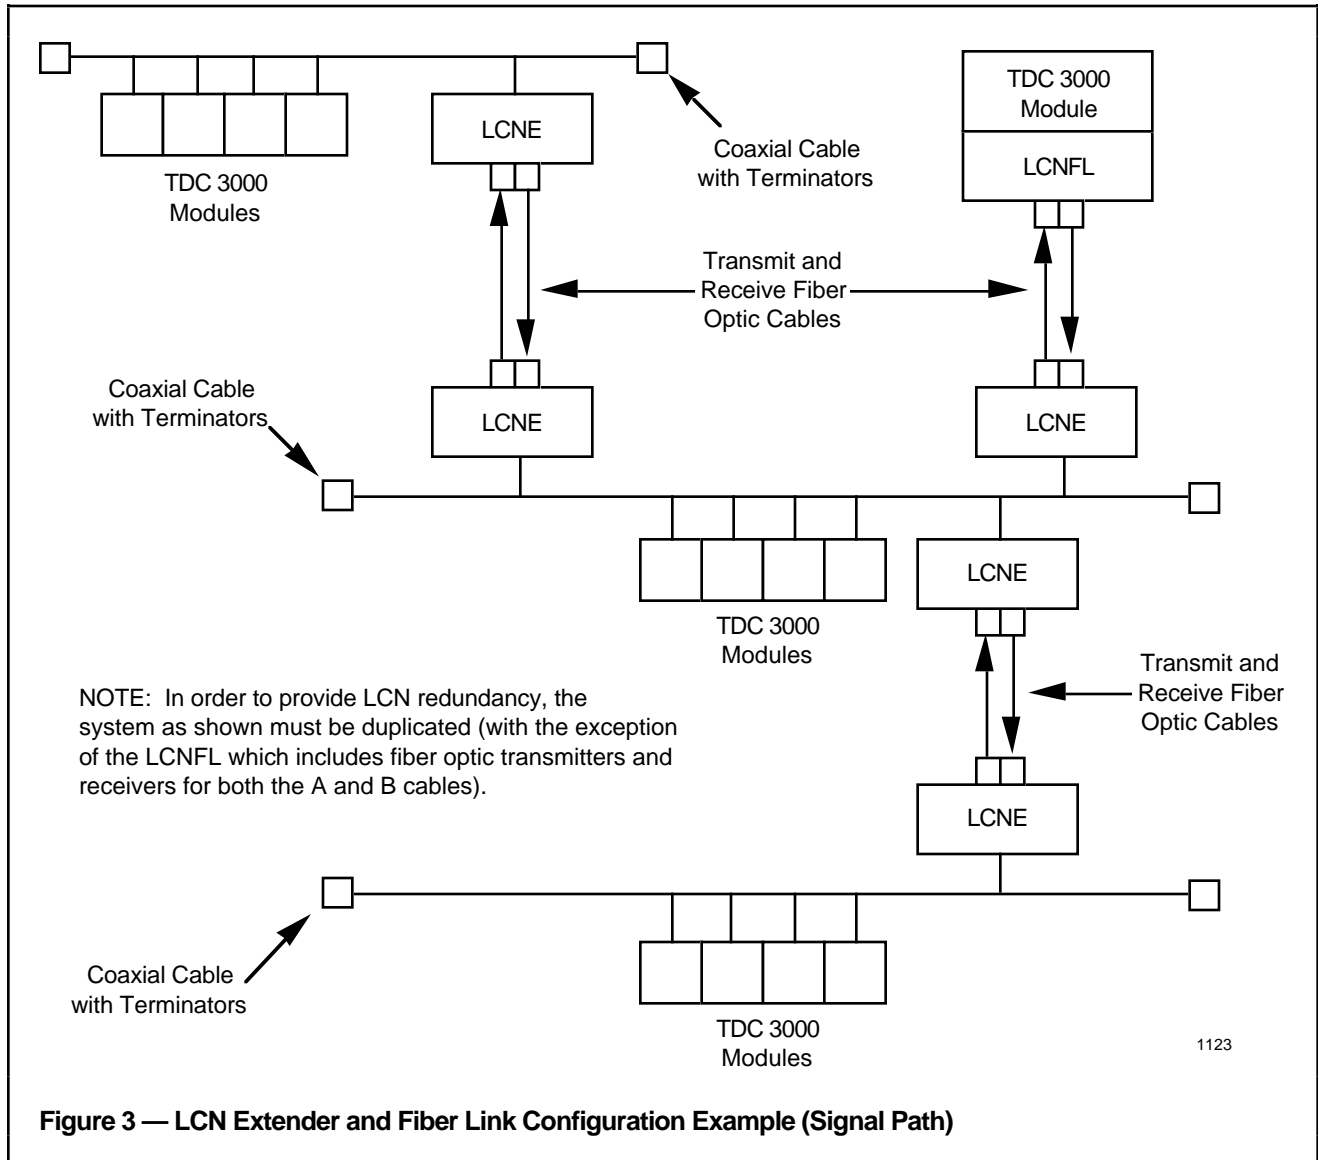 TDC 3000
Module
LCNE
LCNFL
Coaxial Cable
with Terminators
TDC 3000
Modules
Transmit and
Receive Fiber
Optic Cables
Coaxial Cable
with Terminators
LCNE
LCNE
LCNE
TDC 3000
Modules
Transmit and
Receive Fiber
Optic Cables
NOTE: In order to provide LCN redundancy, the
system as shown must be duplicated (with the exception
of the LCNFL which includes fiber optic transmitters and
receivers for both the A and B cables).
LCNE
Coaxial Cable
with Terminators
TDC 3000
Modules
1123
Figure 3 — LCN Extender and Fiber Link Configuration Example (Signal Path)